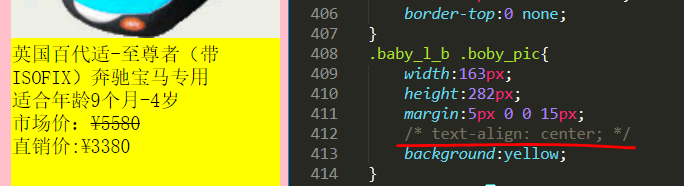 英国百代适-至尊者（带
ISOFIX）奔驰宝马专用
适合年龄9个月-4岁
市场价：¥5580
直销价:¥3380
406 border-top:0 none;
407 }
408 .baby_l_b .boby_pic{
409 width:163px;
410 height:282px;
411 margin:5px 0 0 15px;
412 /* text-align: center; */
413 background:yellow;
414 }